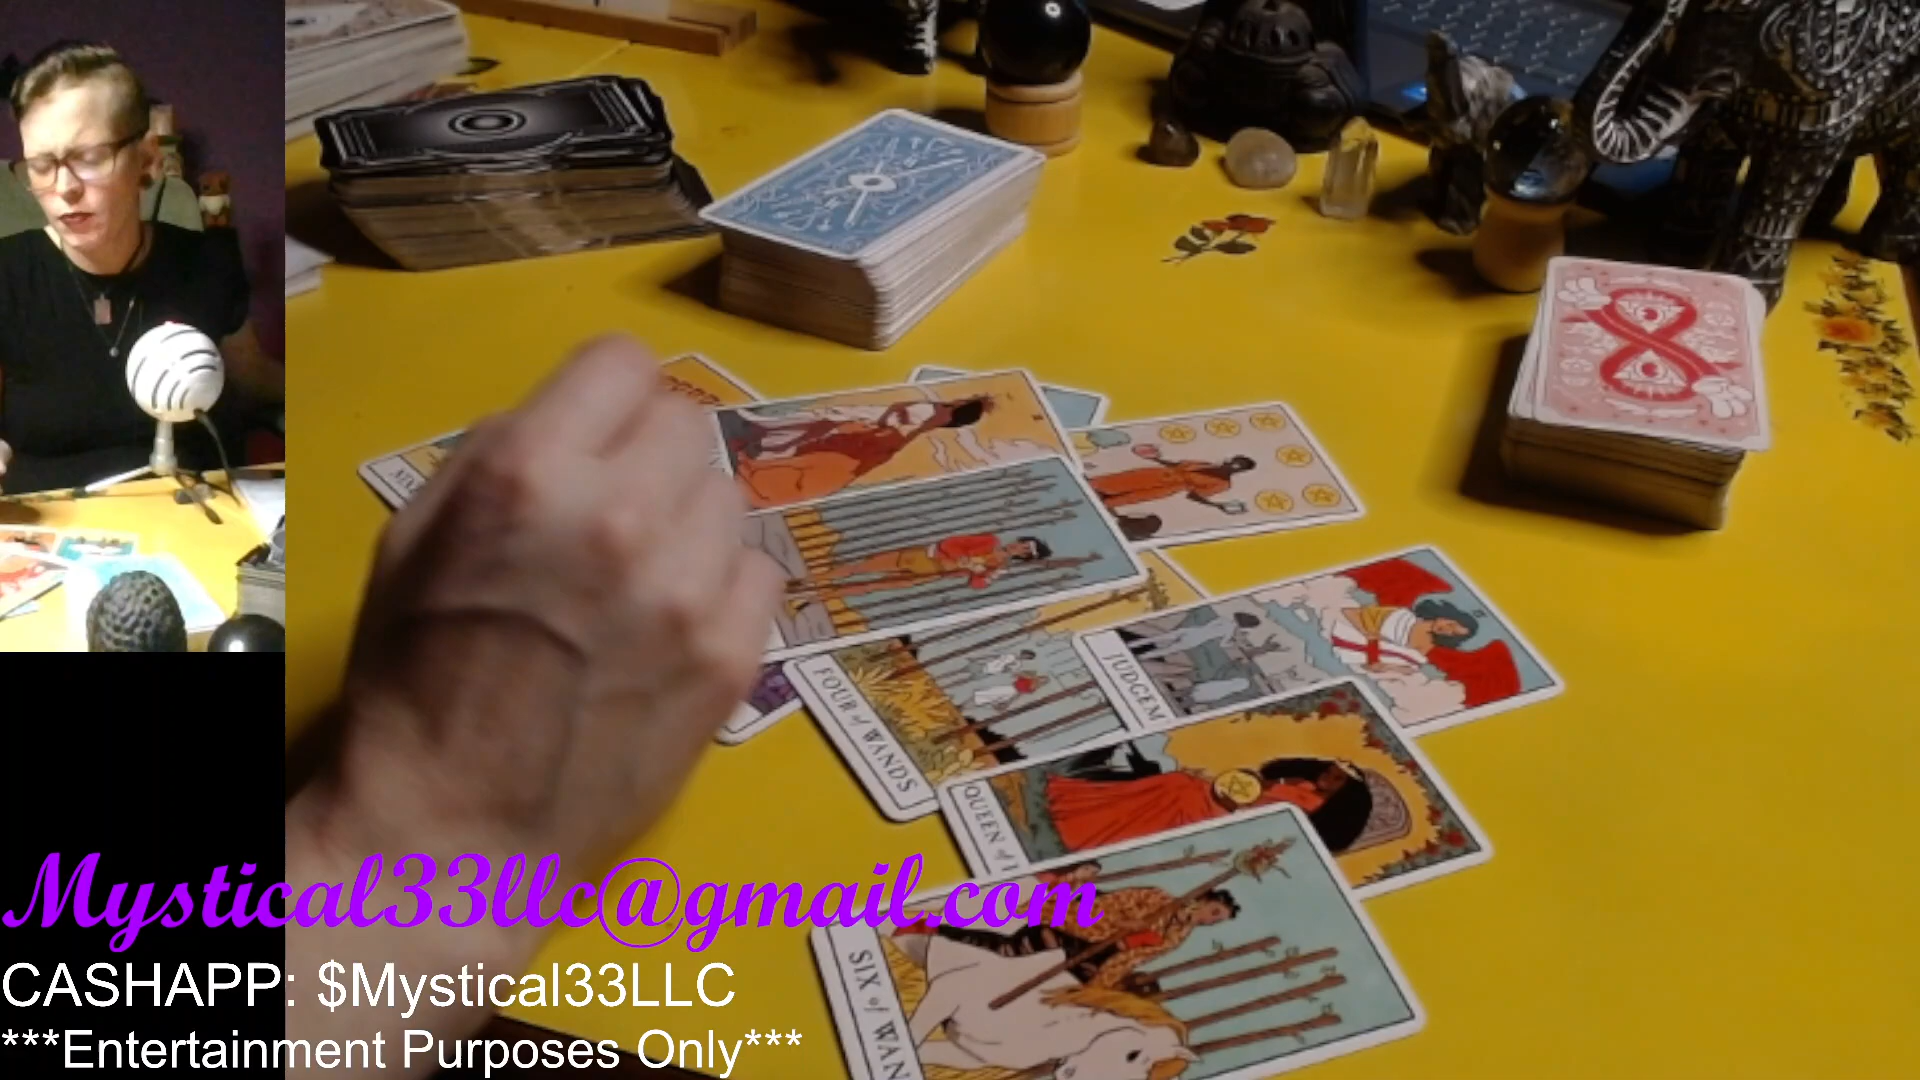 JUDGEM
FOUR of WANDS
QUEEN of
SIX of WAN
Mystical33llc@gmail.com
CASHAPP: $Mystical33LLC
***Entertainment Purposes Only***